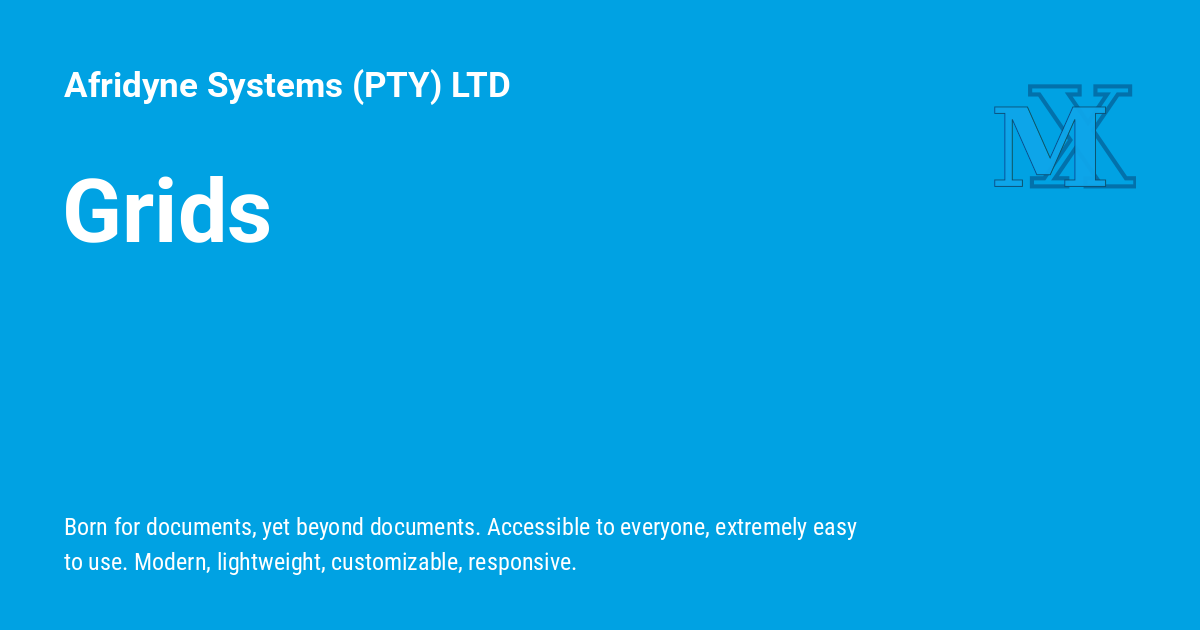 Afridyne Systems (PTY) LTD
MX
Grids
Born for documents, yet beyond documents. Accessible to everyone, extremely easy
to use. Modern, lightweight, customizable, responsive.